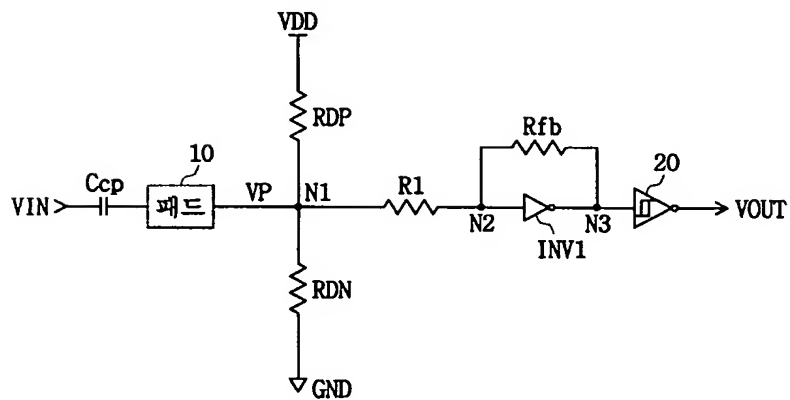 VDD
RDP
10
Rfb
20
Ccp
VIN
패드
VP
N1
R1
N2
N3
VOUT
INV1
RDN
GND